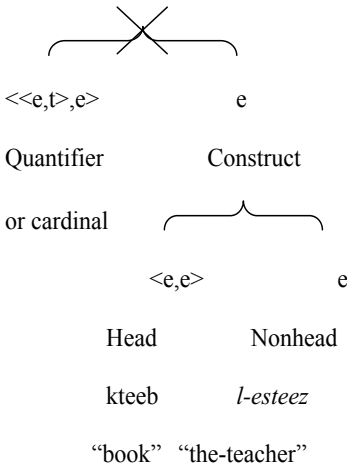 <<e,t>,e> e
Quantifier Construct
or cardinal
<e,e> e
Head Nonhead
kteeb l-esteez
“book” “the-teacher”